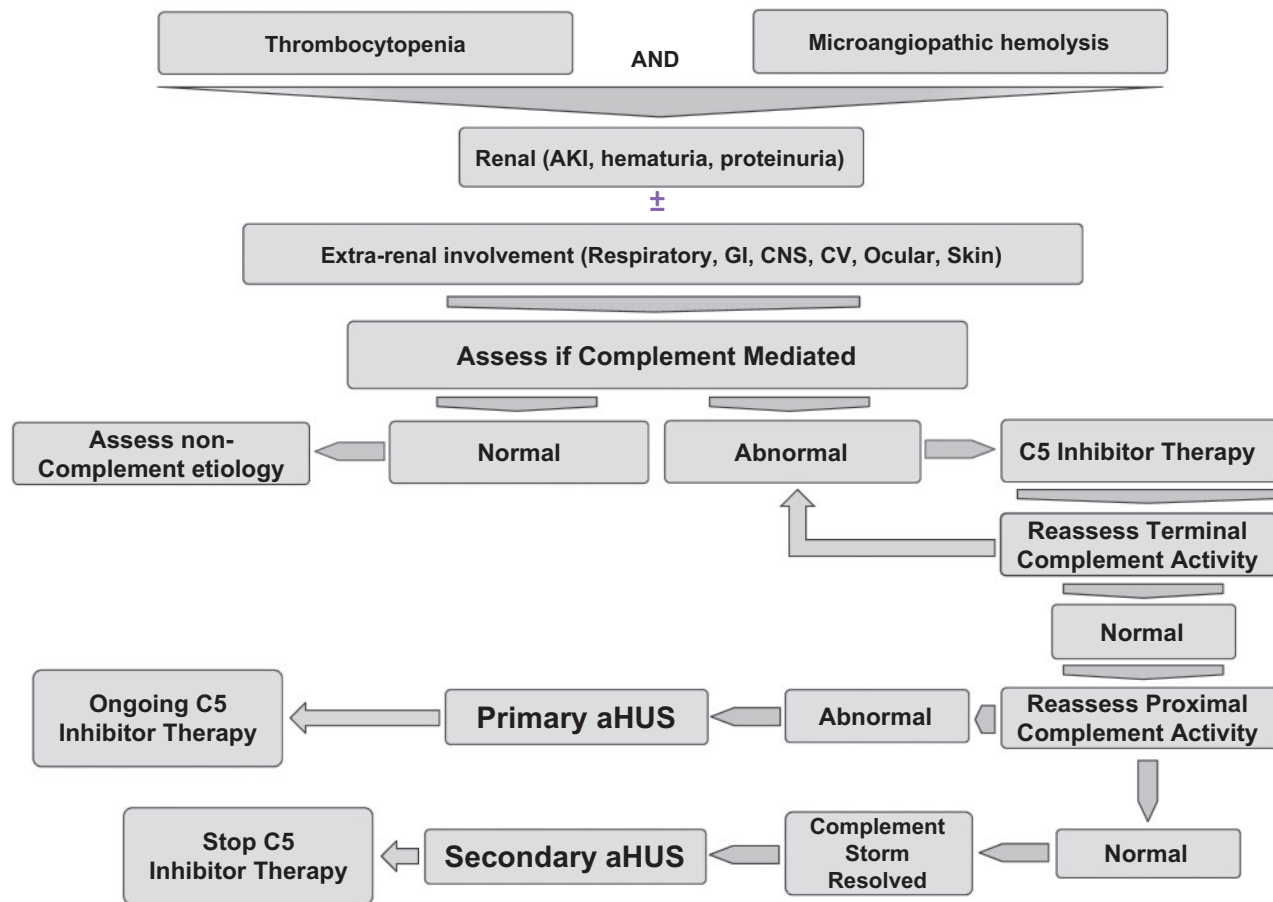 Thrombocytopenia
AND
Microangiopathic hemolysis
Renal (AKI, hematuria, proteinuria)
±
Extra-renal involvement (Respiratory, GI, CNS, CV, Ocular, Skin)
Assess if Complement Mediated
Assess non-
Complement etiology
Normal
Abnormal
C5 Inhibitor Therapy
Reassess Terminal
Complement Activity
Normal
Reassess Proximal
Complement Activity
Abnormal
Primary aHUS
Ongoing C5
Inhibitor Therapy
Normal
Complement
Storm
Resolved
Secondary aHUS
Stop C5
Inhibitor Therapy